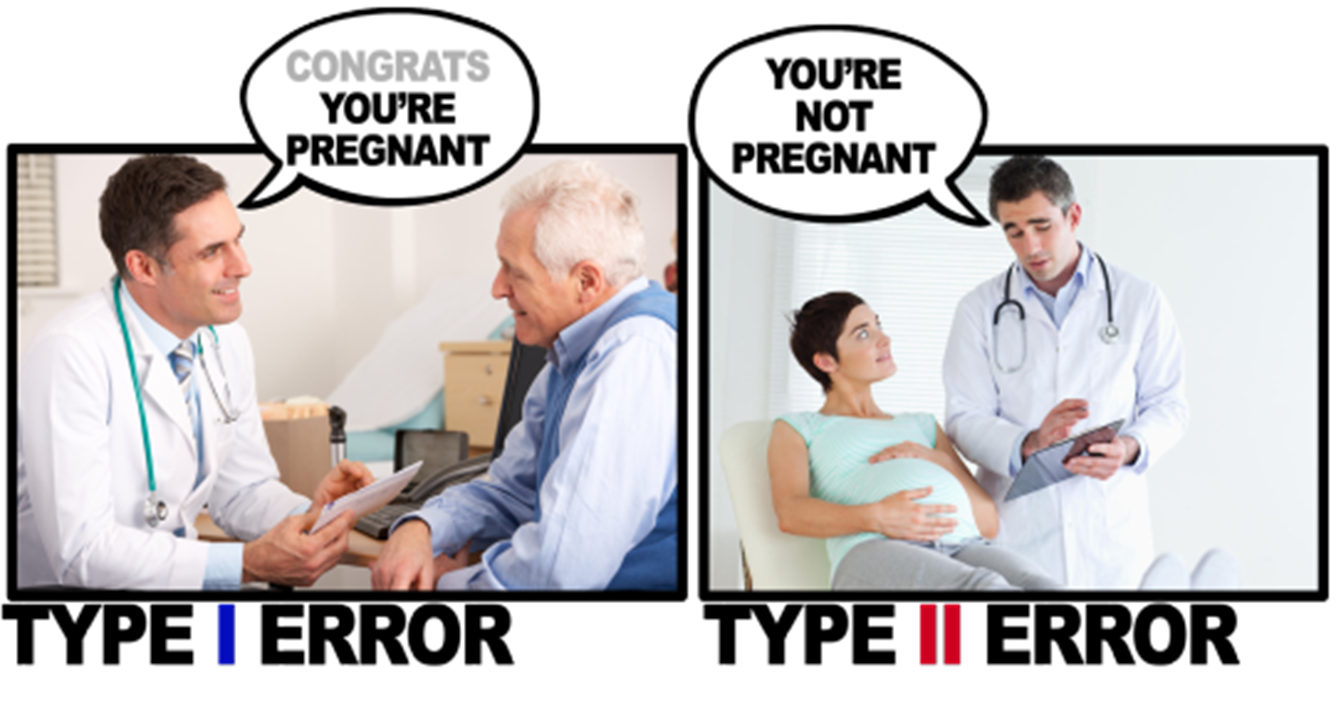 CONGRATS
YOU'RE
PREGNANT
YOU'RE
NOT
PREGNANT
TYPE I ERROR
TYPE II ERROR